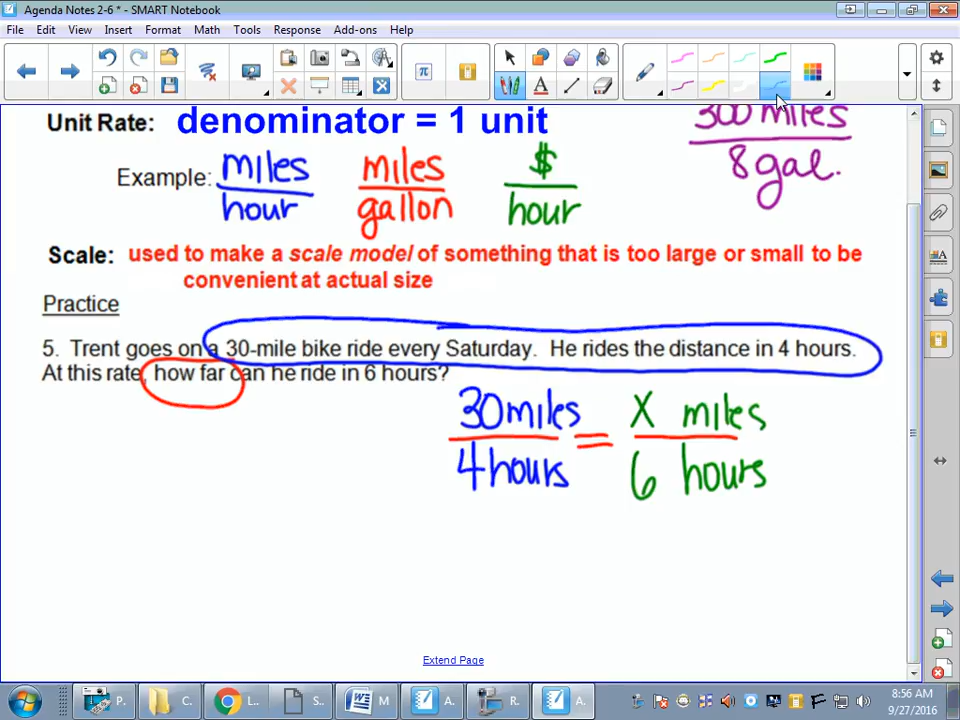 Agenda Notes 2-6 * - SMART Notebook
File Edit View Insert Format Math Tools Response Add-ons Help
Unit Rate: denominator = 1 unit
300 miles
8 gal.
Example: miles
hour
miles
gallon
$
hour
Scale: used to make a scale model of something that is too large or small to be
convenient at actual size
Practice
5. Trent goes on a 30-mile bike ride every Saturday. He rides the distance in 4 hours.
At this rate, how far can he ride in 6 hours?
30 miles = X miles
4 hours 6 hours
Extend Page
P. C. L.. S.. M A. R. A.
8:56 AM
9/27/2016